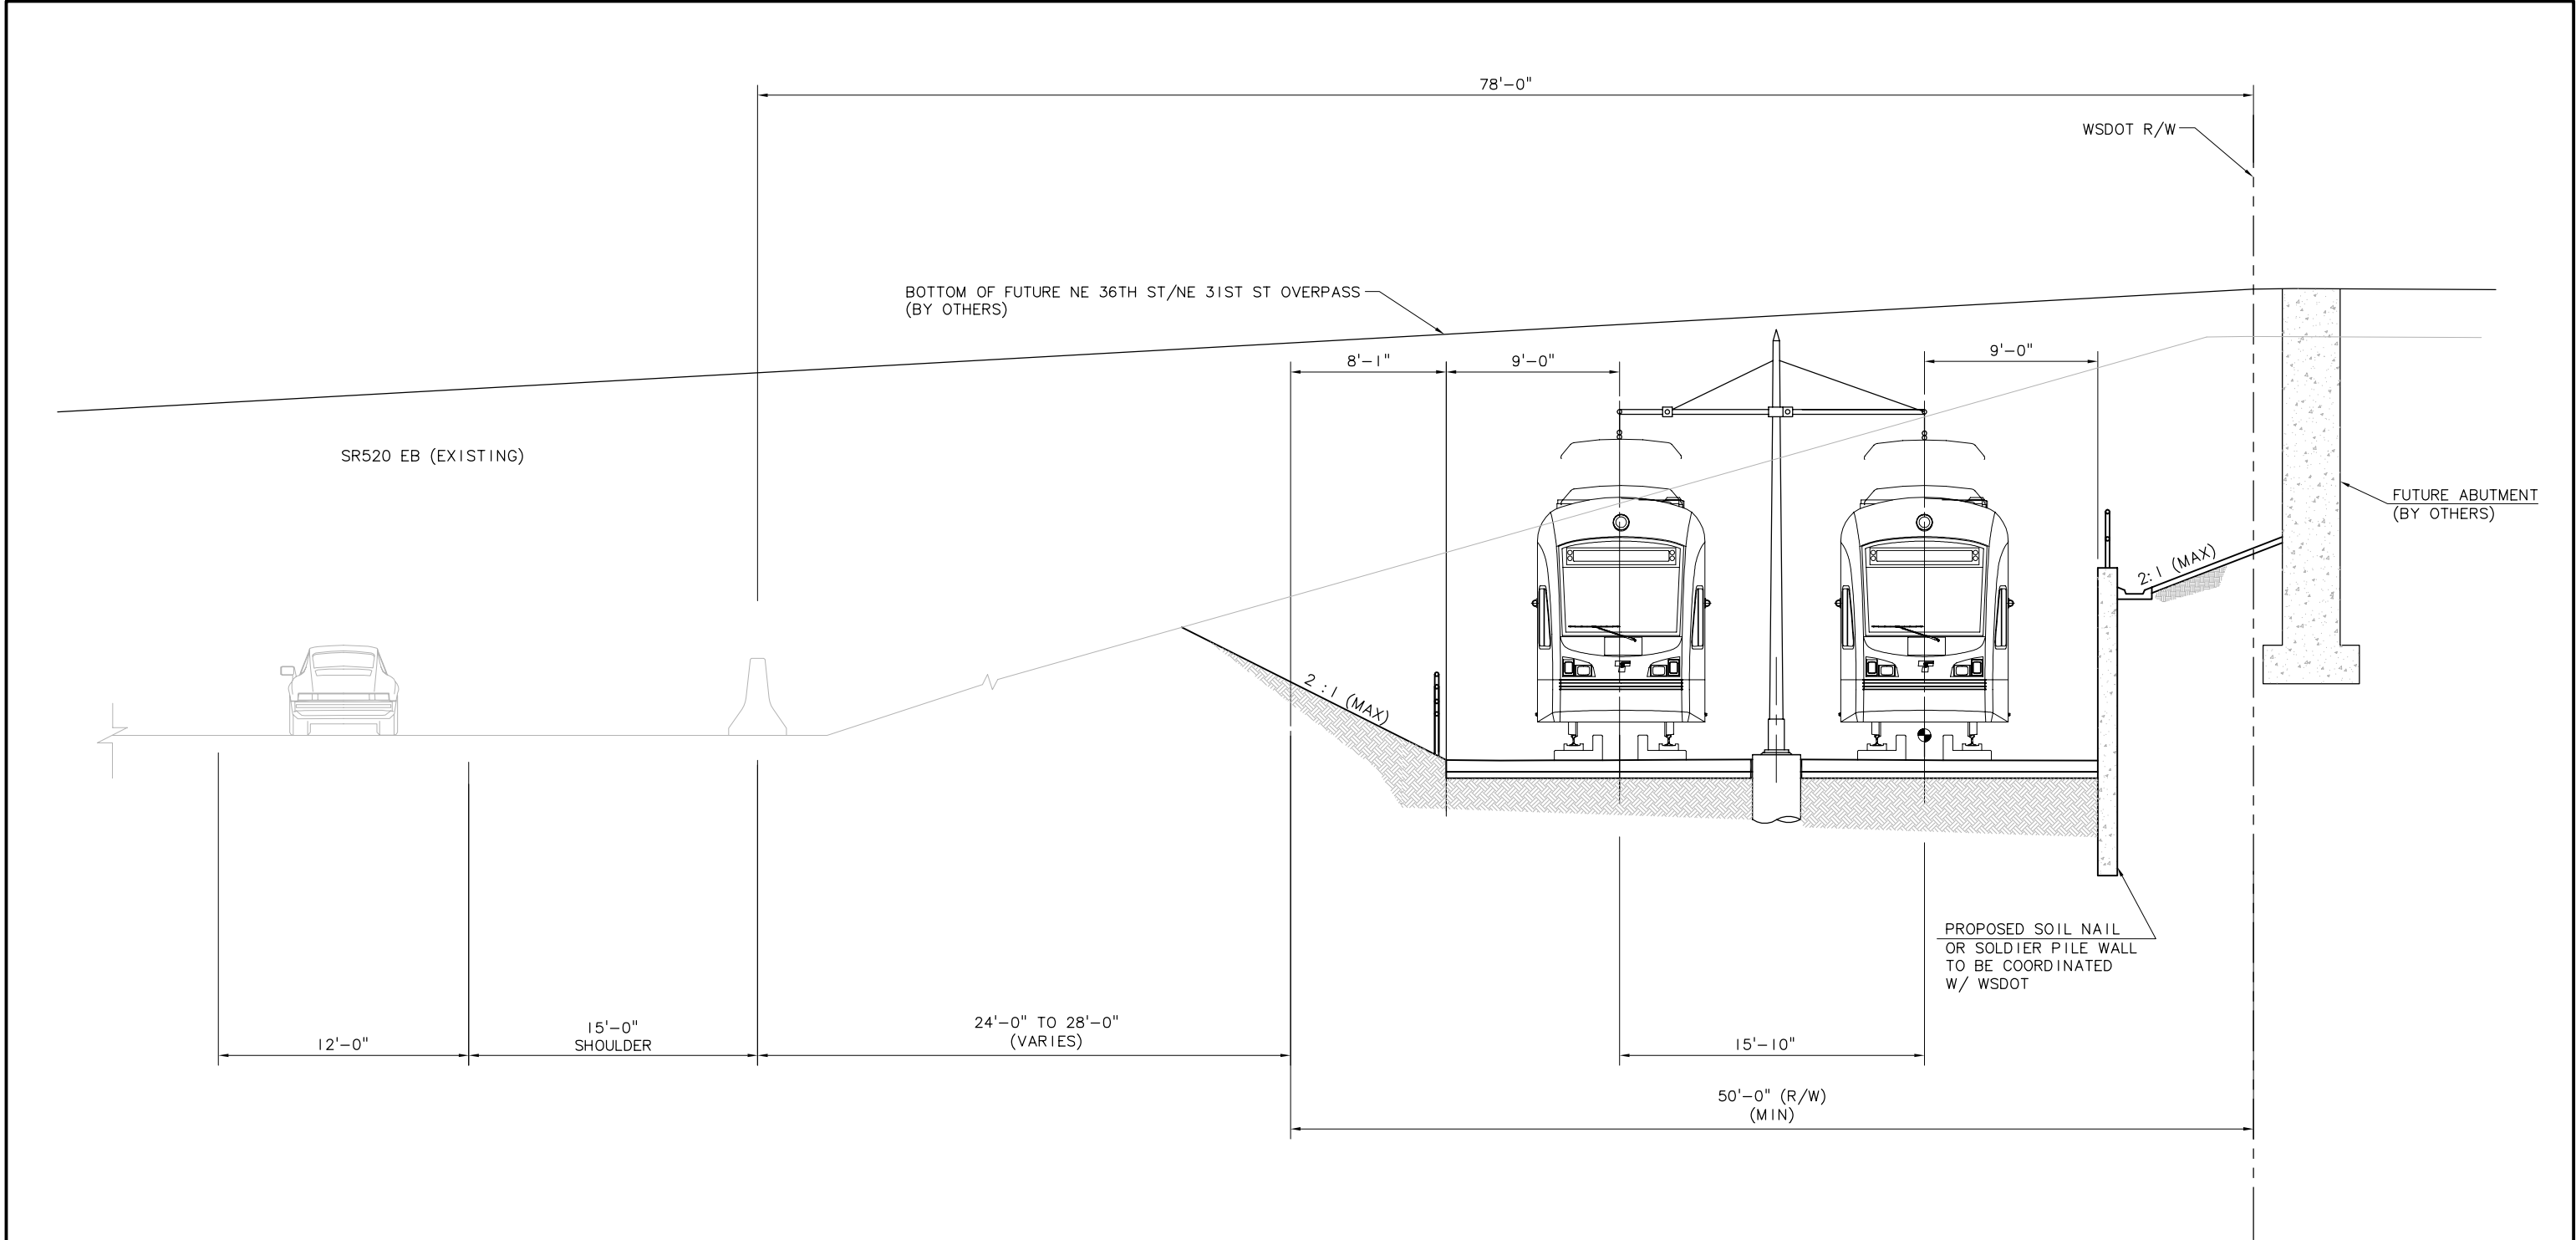 78'-0"
WSDOT R/W
BOTTOM OF FUTURE NE 36TH ST/NE 31ST ST OVERPASS
(BY OTHERS)
8'-1"
9'-0"
9'-0"
SR520 EB (EXISTING)
FUTURE ABUTMENT
(BY OTHERS)
2:1 (MAX)
2:1 (MAX)
PROPOSED SOIL NAIL
OR SOLDIER PILE WALL
TO BE COORDINATED
W/ WSDOT
12'-0"
15'-0"
SHOULDER
24'-0" TO 28'-0"
(VARIES)
15'-10"
50'-0" (R/W)
(MIN)